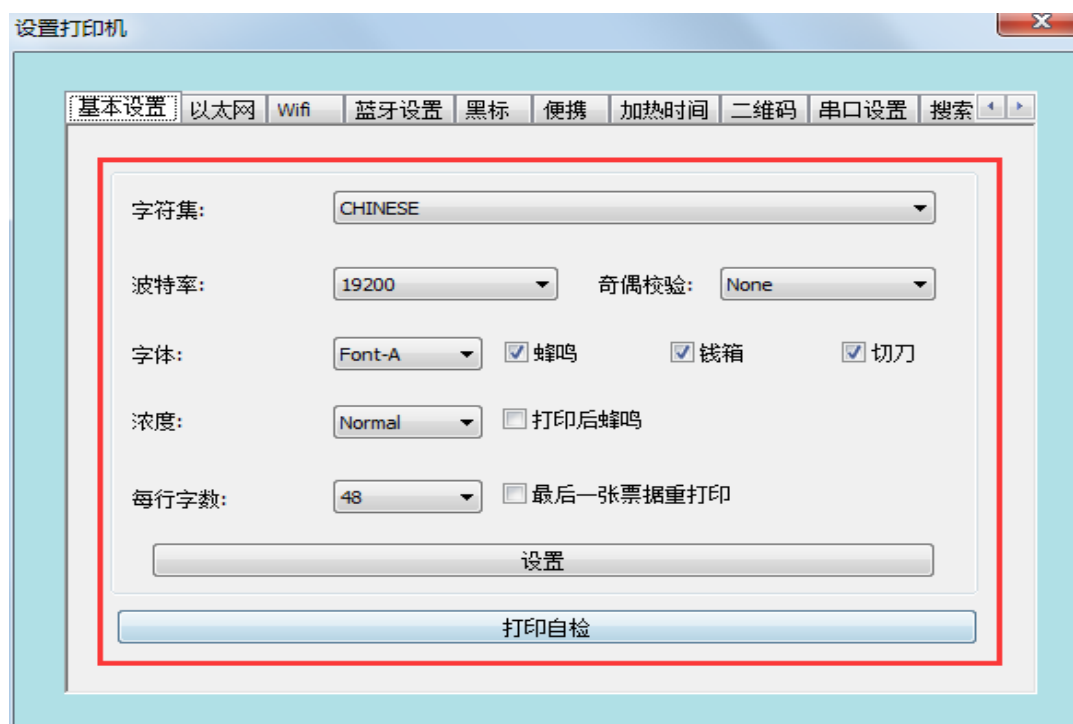 设置打印机
基本设置 以太网 Wifi 蓝牙设置 黑标 便携 加热时间 二维码 串口设置 搜索
字符集: CHINESE
波特率: 19200 奇偶校验: None
字体: Font-A 蜂鸣 钱箱 切刀
浓度: Normal 打印后蜂鸣
每行字数: 48 最后一张票据重打印
设置
打印自检